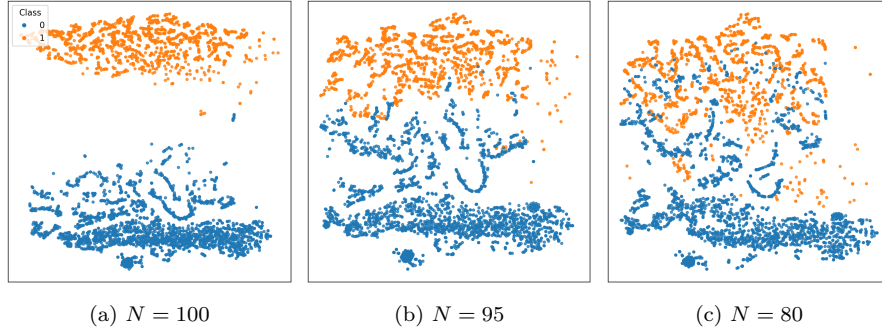 Class
0
1
(a) N = 100
(b) N = 95
(c) N = 80